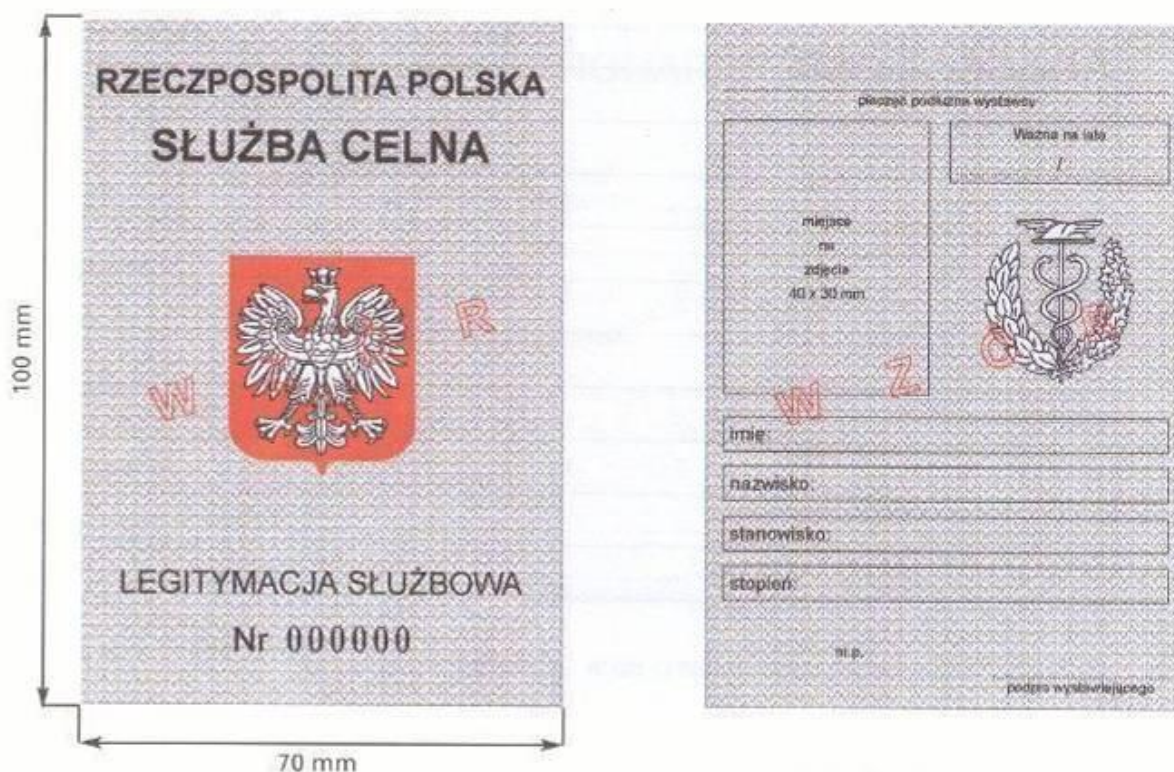 RZECZPOSPOLITA POLSKA
SŁUŻBA CELNA
W R
LEGITYMACJA SŁUŻBOWA
Nr 000000
100 mm
70 mm
pieczęć podłużna wystawcy
Ważna na lata
/
miejsce
na
zdjęcie
40 x 30 mm
W Z Ó R
imię:
nazwisko:
stanowisko:
stopień:
m.p.
podpis wystawiającego